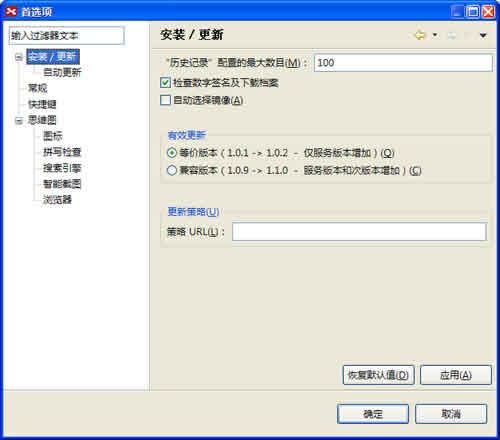 首选项
输入过滤器文本
安装 / 更新
自动更新
常规
快捷键
思维图
图标
拼写检查
搜索引擎
智能截图
浏览器
安装 / 更新
“历史记录” 配置的最大数目(M)： 100
检查数字签名及下载档案
自动选择镜像(A)
有效更新
等价版本（1.0.1 -> 1.0.2 - 仅服务版本增加）(Q)
兼容版本（1.0.9 -> 1.1.0 - 服务版本和次版本增加）(C)
更新策略(U)
策略 URL(L)：
恢复默认值(D) 应用(A)
确定 取消